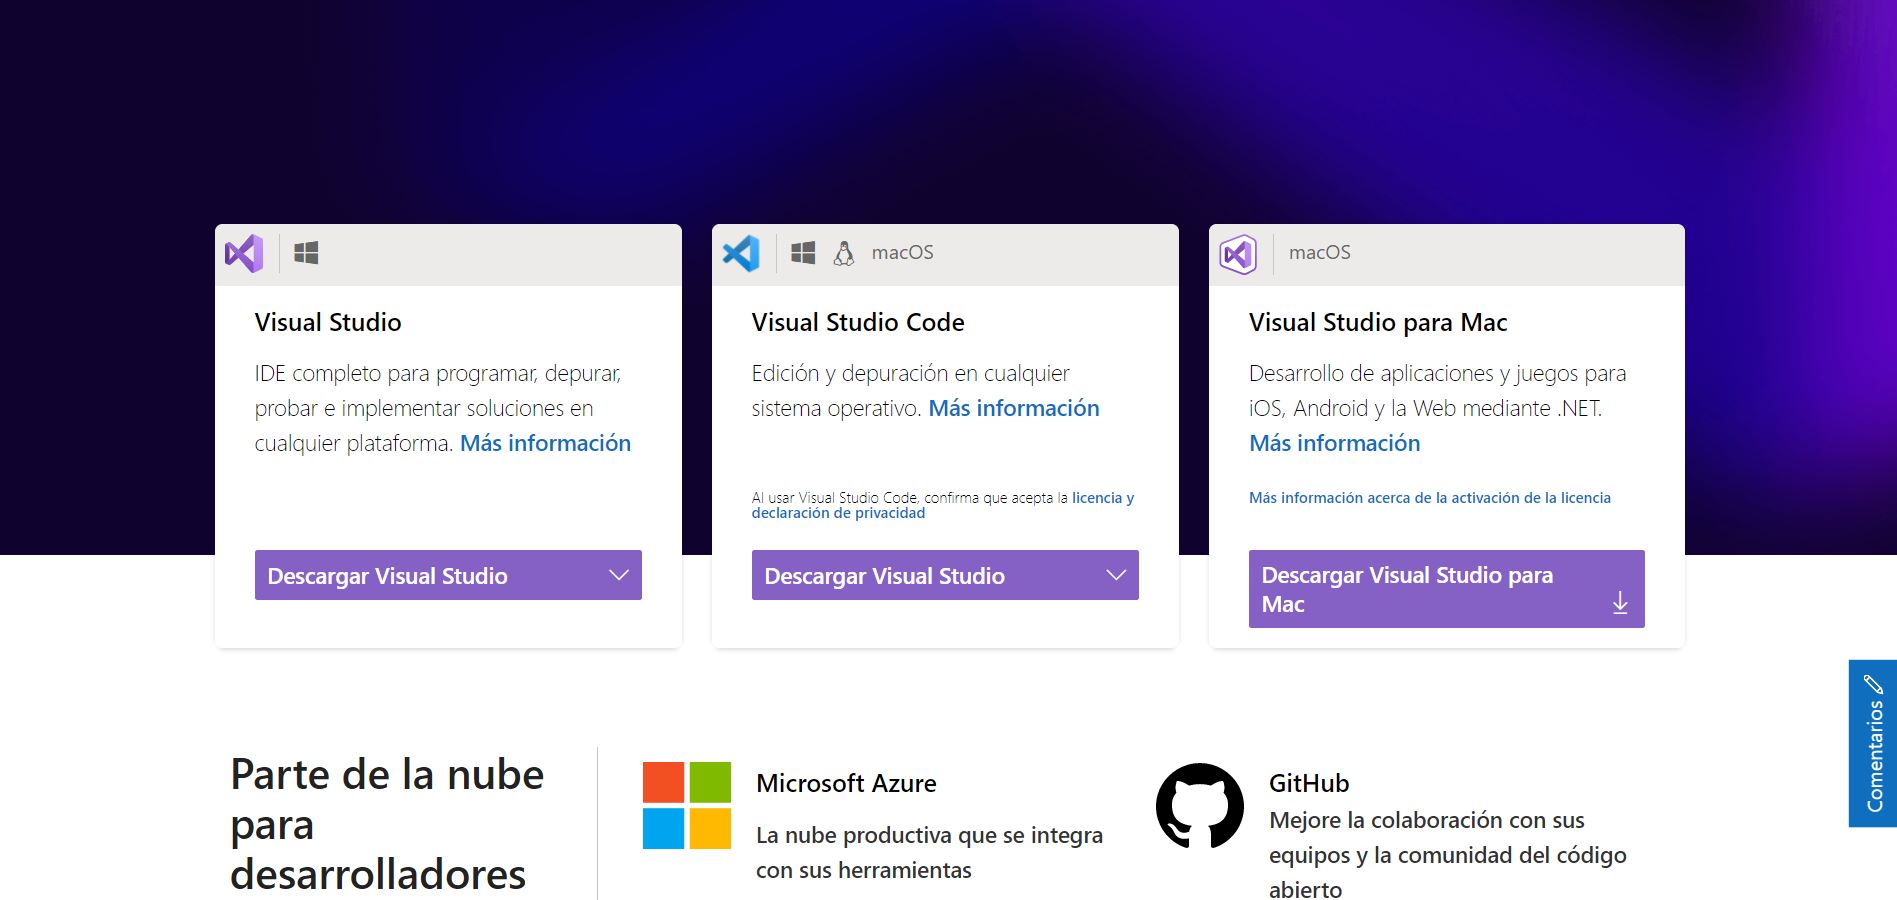 Visual Studio
IDE completo para programar, depurar,
probar e implementar soluciones en
cualquier plataforma. Más información
Descargar Visual Studio
macOS
Visual Studio Code
Edición y depuración en cualquier
sistema operativo. Más información
Al usar Visual Studio Code, confirma que acepta la licencia y
declaración de privacidad
Descargar Visual Studio
macOS
Visual Studio para Mac
Desarrollo de aplicaciones y juegos para
iOS, Android y la Web mediante .NET.
Más información
Más información acerca de la activación de la licencia
Descargar Visual Studio para
Mac
Comentarios
Parte de la nube
para
desarrolladores
Microsoft Azure
La nube productiva que se integra
con sus herramientas
GitHub
Mejore la colaboración con sus
equipos y la comunidad del código
abierto